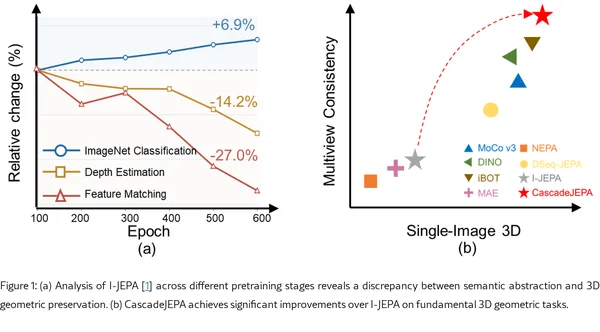 Relative change (%)
+6.9%
-14.2%
-27.0%
ImageNet Classification
Depth Estimation
Feature Matching
100 200 300 400 500 600
Epoch
(a)
Multiview Consistency
MoCo v3 NEPA
DINO DSeq-JEPA
iBOT I-JEPA
MAE CascadeJEPA
Single-Image 3D
(b)
Figure 1: (a) Analysis of I-JEPA [1] across different pretraining stages reveals a discrepancy between semantic abstraction and 3D
geometric preservation. (b) CascadeJEPA achieves significant improvements over I-JEPA on fundamental 3D geometric tasks.